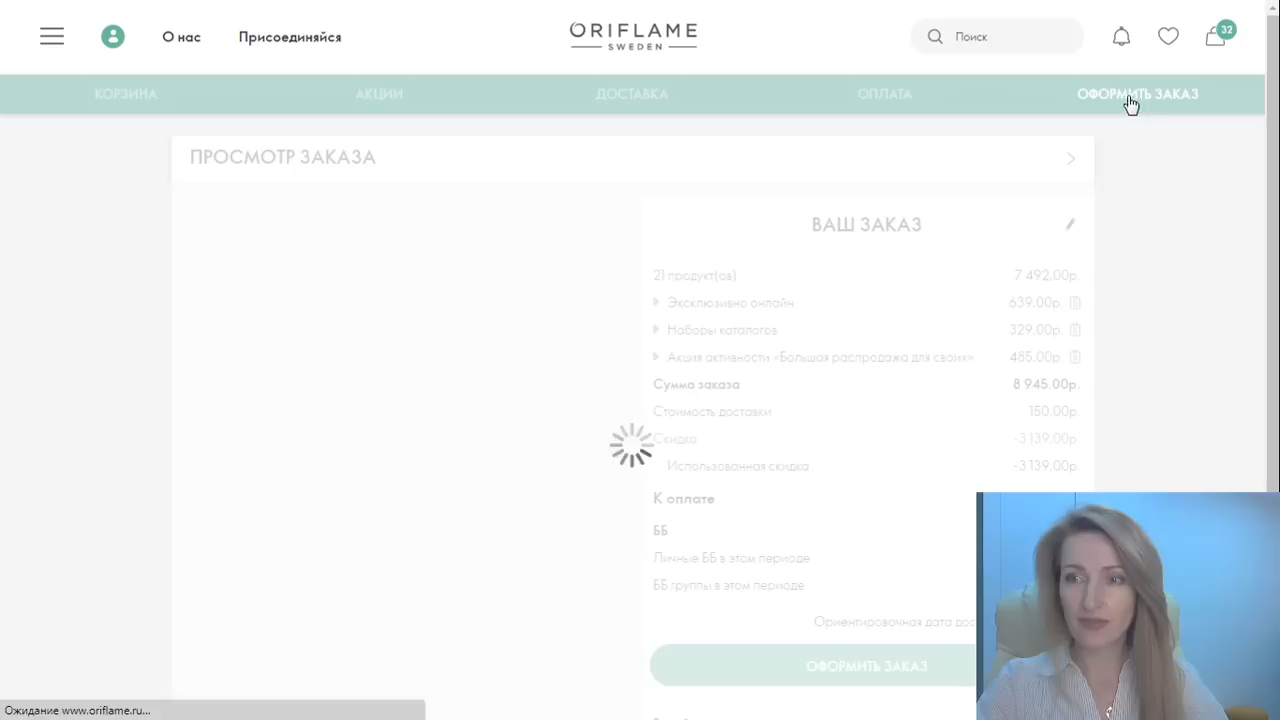 О нас
Присоединяйся
ORIFLAME
SWEDEN
Поиск
32
КОРЗИНА
АКЦИИ
ДОСТАВКА
ОПЛАТА
ОФОРМИТЬ ЗАКАЗ
ПРОСМОТР ЗАКАЗА
ВАШ ЗАКАЗ
21 продукт(ов) 7 492,00р.
Эксклюзивно онлайн 639.00р.
Наборы каталогов 329.00р.
Акция активности «Большая распродажа для своих» 485.00р.
Сумма заказа 8 945.00р.
Стоимость доставки 150,00р.
Скидка -3 139,00р.
Использованная скидка -3 139,00р.
К оплате
ББ
Личные ББ в этом периоде
ББ группы в этом периоде
Ориентировочная дата
ОФОРМИТЬ ЗАКАЗ
Ожидание www.oriflame.ru...